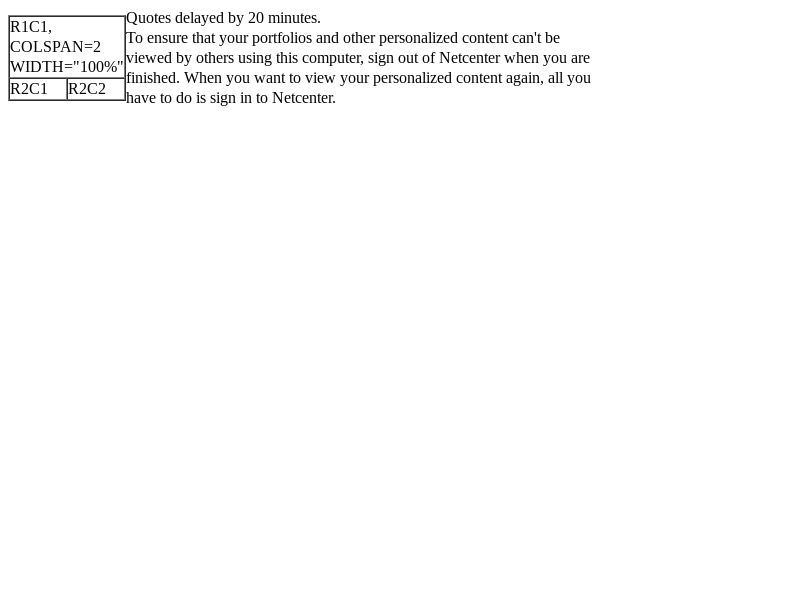 R1C1,
COLSPAN=2
WIDTH="100%"
R2C1 R2C2
Quotes delayed by 20 minutes.
To ensure that your portfolios and other personalized content can't be
viewed by others using this computer, sign out of Netcenter when you are
finished. When you want to view your personalized content again, all you
have to do is sign in to Netcenter.